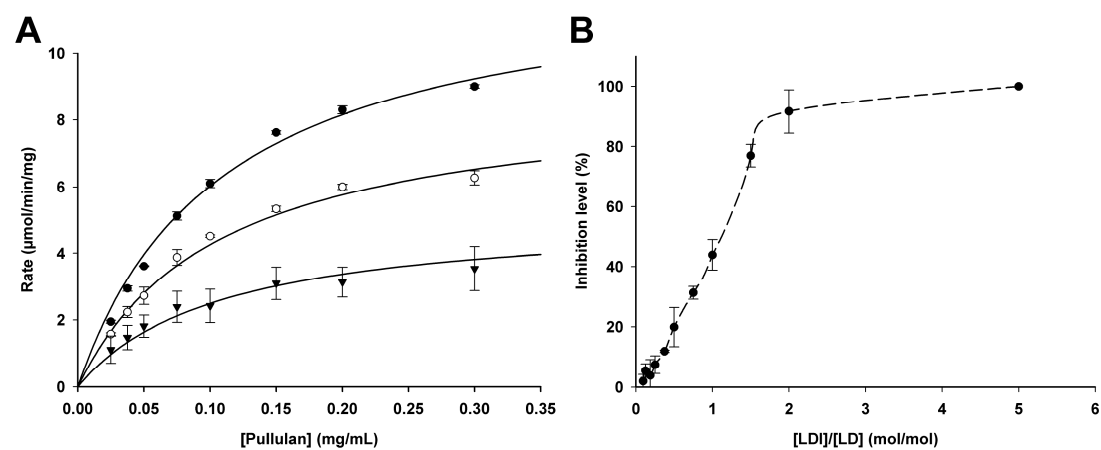 A
B
10
8
6
4
2
0
Rate (µmol/min/mg)
0.00 0.05 0.10 0.15 0.20 0.25 0.30 0.35
[Pullulan] (mg/mL)
100
80
60
40
20
0
Inhibition level (%)
0 1 2 3 4 5 6
[LDI]/[LD] (mol/mol)